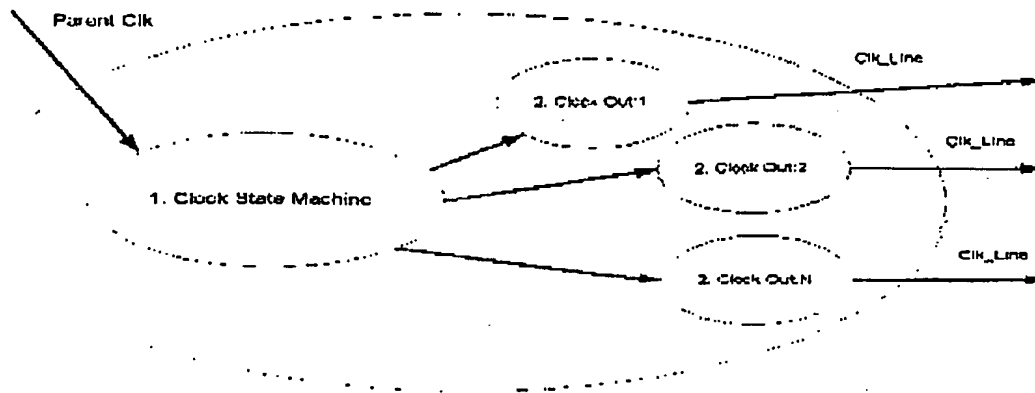 Parent Clk
Clk_Line
2. Clock Out:1
Clk_Line
2. Clock Out:2
1. Clock State Machine
Clk_Line
2. Clock Out:N